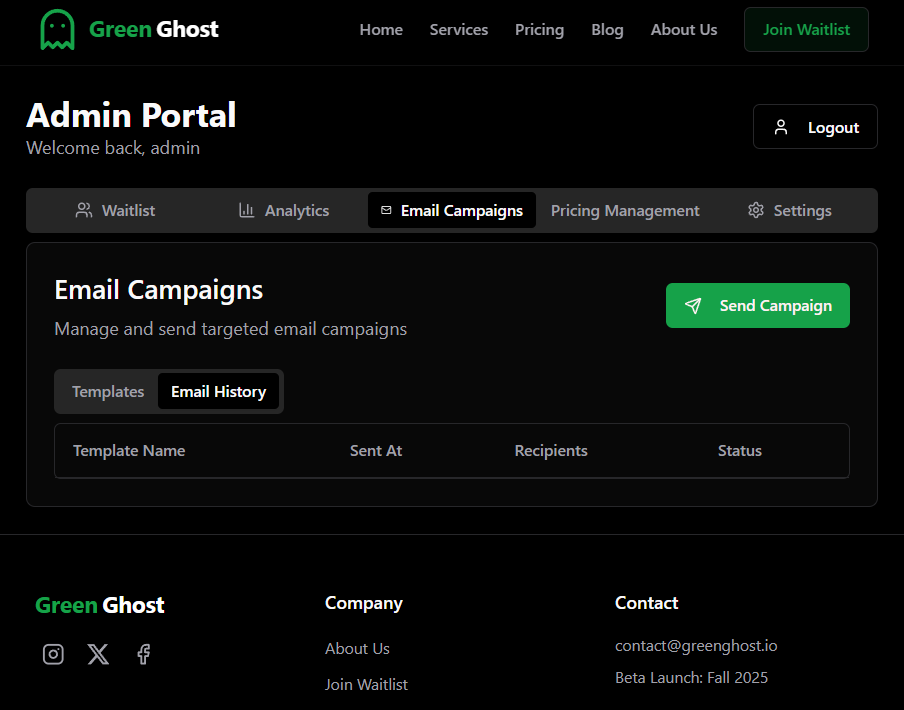 Green Ghost
Home Services Pricing Blog About Us Join Waitlist
Admin Portal
Welcome back, admin
Logout
Waitlist Analytics Email Campaigns Pricing Management Settings
Email Campaigns
Manage and send targeted email campaigns
Send Campaign
Templates Email History
Template Name Sent At Recipients Status
Green Ghost
Company
About Us
Join Waitlist
Contact
contact@greenghost.io
Beta Launch: Fall 2025